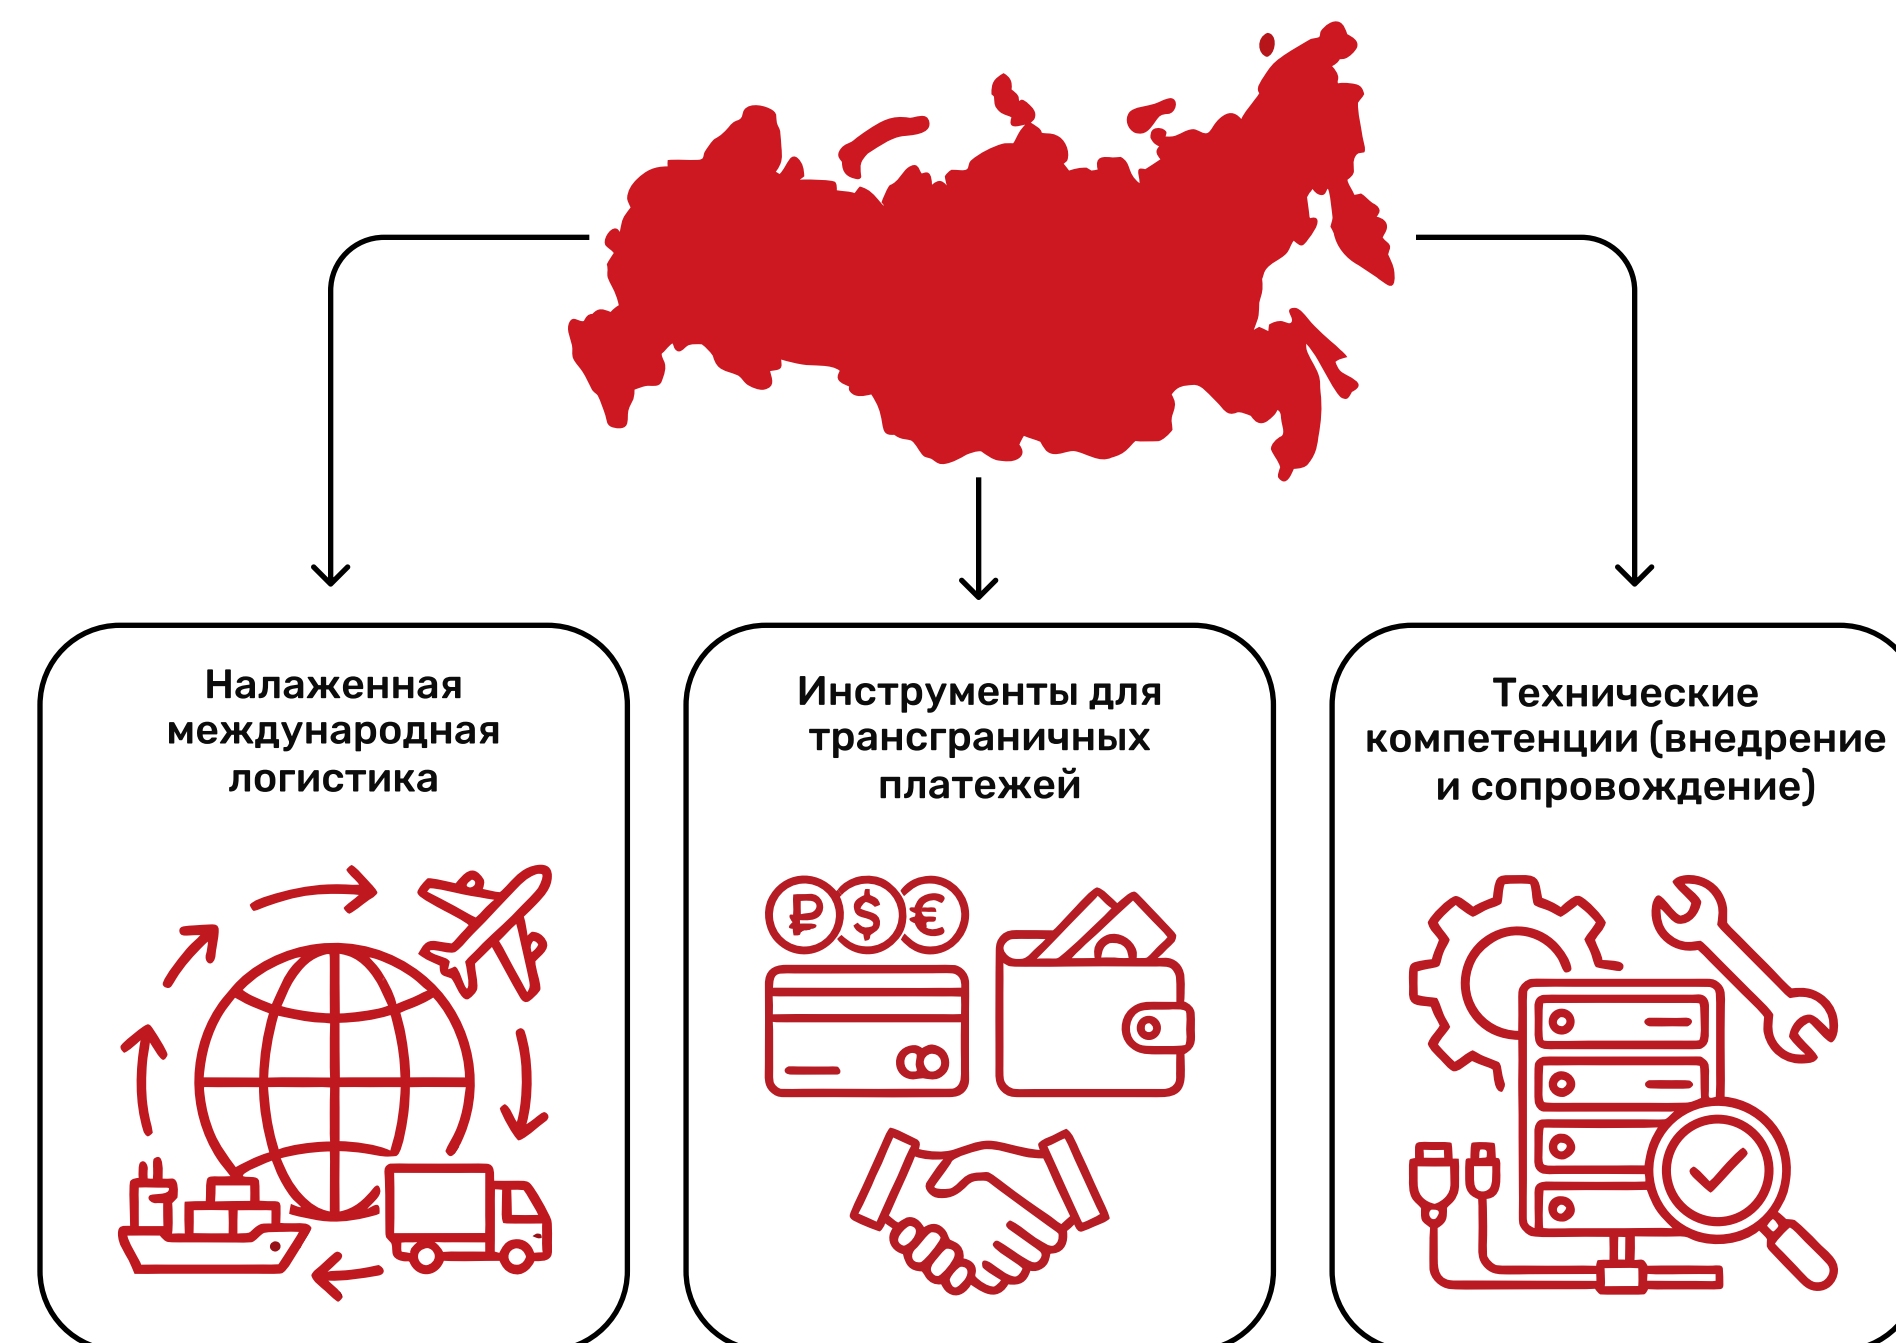 Налаженная
международная
логистика
Инструменты для
трансграничных
платежей
Технические
компетенции (внедрение
и сопровождение)
₽ $ €